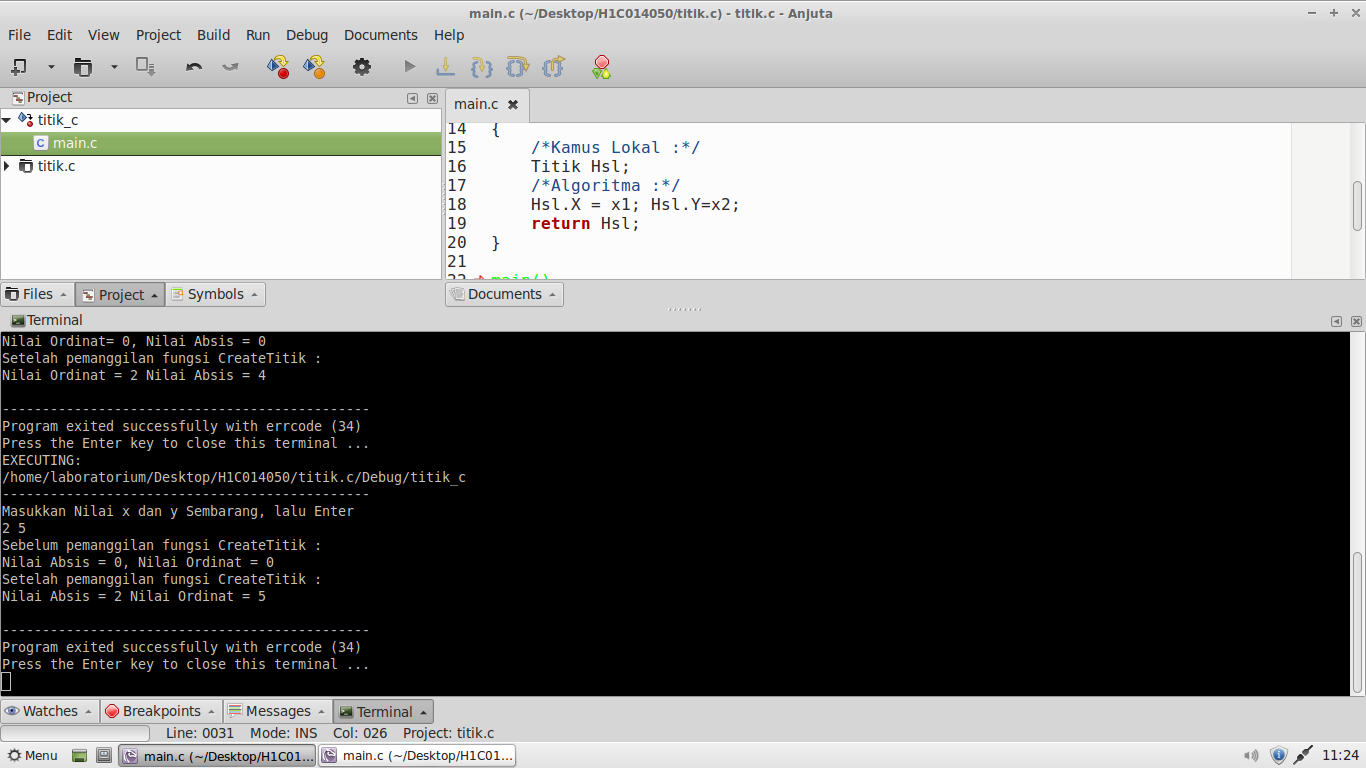 main.c (~/Desktop/H1C014050/titik.c) - titik.c - Anjuta
File Edit View Project Build Run Debug Documents Help
Project
titik_c
main.c
titik.c
Files Project Symbols
main.c
14 {
15 /*Kamus Lokal :*/
16 Titik Hsl;
17 /*Algoritma :*/
18 Hsl.X = x1; Hsl.Y=x2;
19 return Hsl;
20 }
21
22 main()
Documents
Terminal
Nilai Ordinat= 0, Nilai Absis = 0
Setelah pemanggilan fungsi CreateTitik :
Nilai Ordinat = 2 Nilai Absis = 4
----------------------------------------------
Program exited successfully with errcode (34)
Press the Enter key to close this terminal ...
EXECUTING:
/home/laboratorium/Desktop/H1C014050/titik.c/Debug/titik_c
----------------------------------------------
Masukkan Nilai x dan y Sembarang, lalu Enter
2 5
Sebelum pemanggilan fungsi CreateTitik :
Nilai Absis = 0, Nilai Ordinat = 0
Setelah pemanggilan fungsi CreateTitik :
Nilai Absis = 2 Nilai Ordinat = 5
----------------------------------------------
Program exited successfully with errcode (34)
Press the Enter key to close this terminal ...
Watches Breakpoints Messages Terminal
Line: 0031 Mode: INS Col: 026 Project: titik.c
Menu main.c (~/Desktop/H1C01... main.c (~/Desktop/H1C01... 11:24